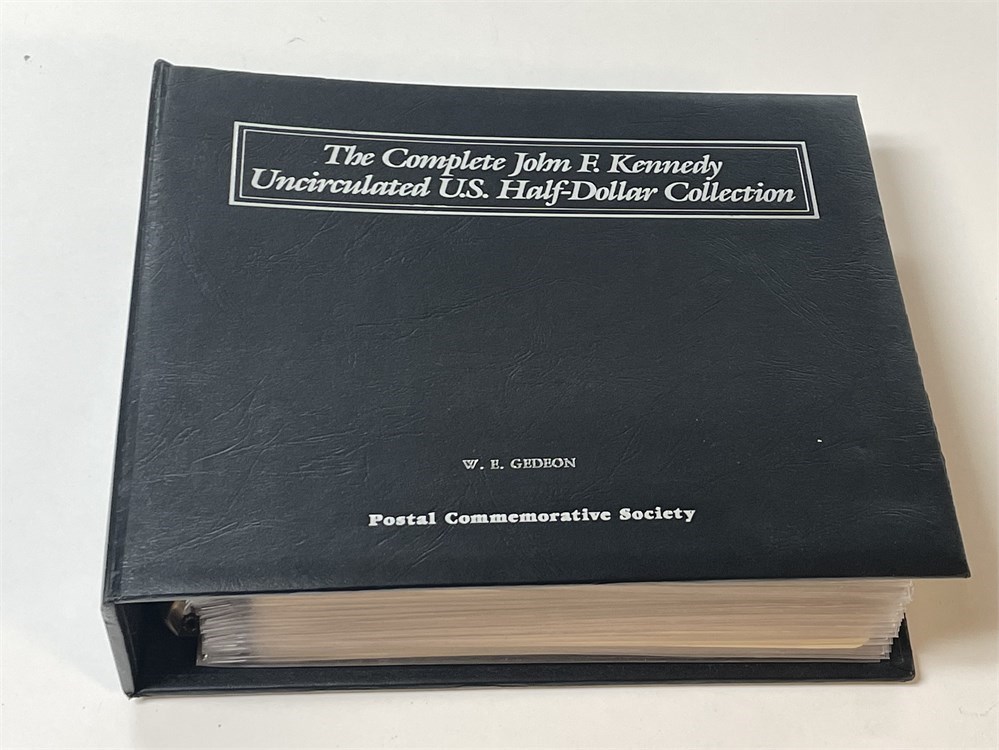 The Complete John F. Kennedy
Uncirculated U.S. Half-Dollar Collection
W. E. GEDEON
Postal Commemorative Society